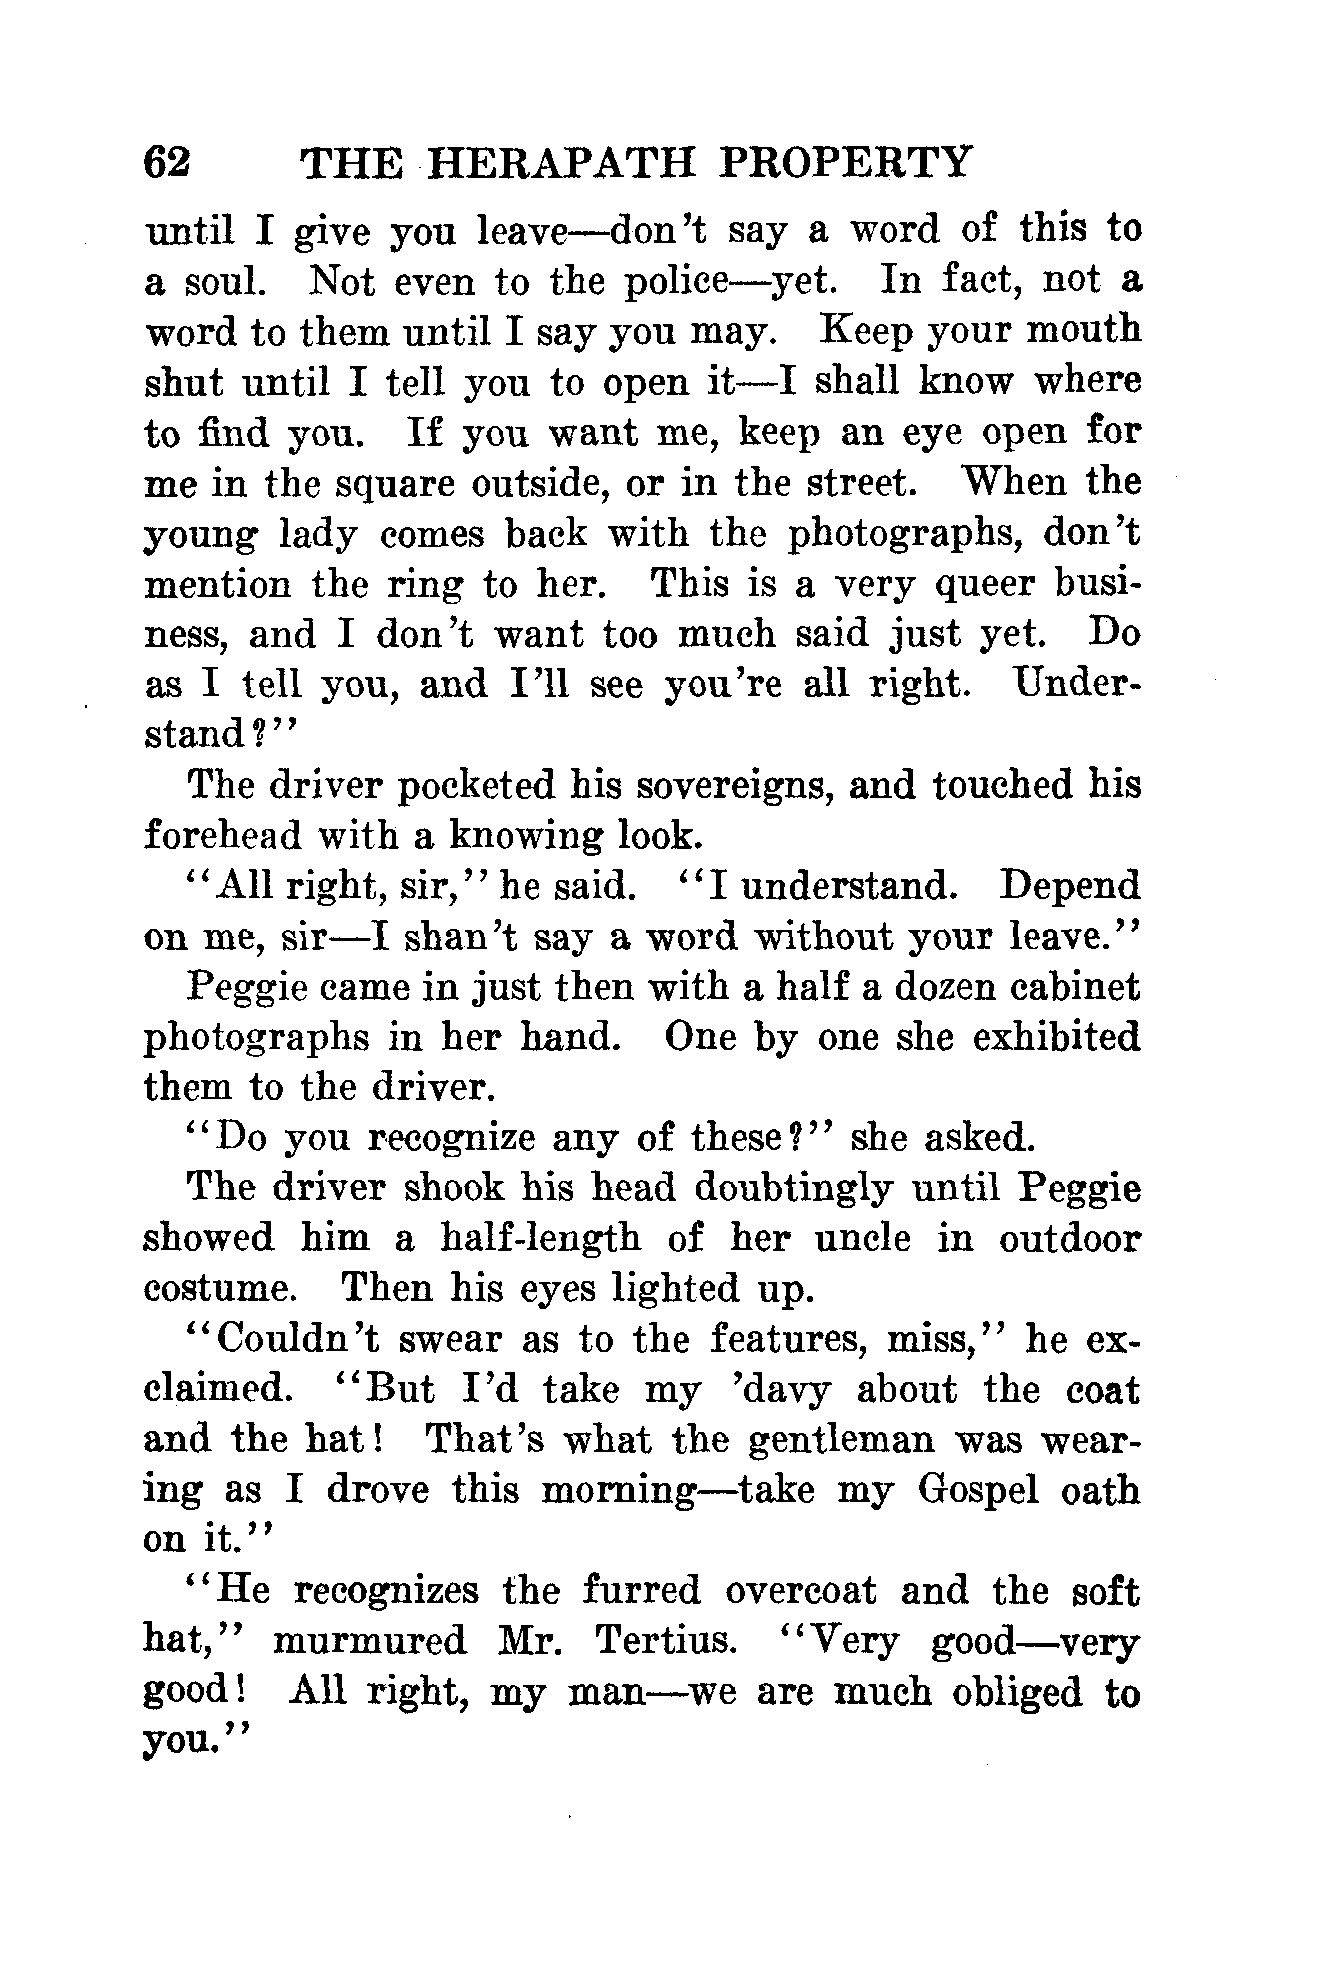 62 THE HERAPATH PROPERTY
until I give you leave—don't say a word of this to
a soul. Not even to the police—yet. In fact, not a
word to them until I say you may. Keep your mouth
shut until I tell you to open it—I shall know where
to find you. If you want me, keep an eye open for
me in the square outside, or in the street. When the
young lady comes back with the photographs, don't
mention the ring to her. This is a very queer busi-
ness, and I don't want too much said just yet. Do
as I tell you, and I'll see you're all right. Under-
stand?"
The driver pocketed his sovereigns, and touched his
forehead with a knowing look.
"All right, sir," he said. "I understand. Depend
on me, sir—I shan't say a word without your leave."
Peggie came in just then with a half a dozen cabinet
photographs in her hand. One by one she exhibited
them to the driver.
"Do you recognize any of these?" she asked.
The driver shook his head doubtingly until Peggie
showed him a half-length of her uncle in outdoor
costume. Then his eyes lighted up.
"Couldn't swear as to the features, miss," he ex-
claimed. "But I'd take my 'davy about the coat
and the hat! That's what the gentleman was wear-
ing as I drove this morning—take my Gospel oath
on it."
"He recognizes the furred overcoat and the soft
hat," murmured Mr. Tertius. "Very good—very
good! All right, my man—we are much obliged to
you."